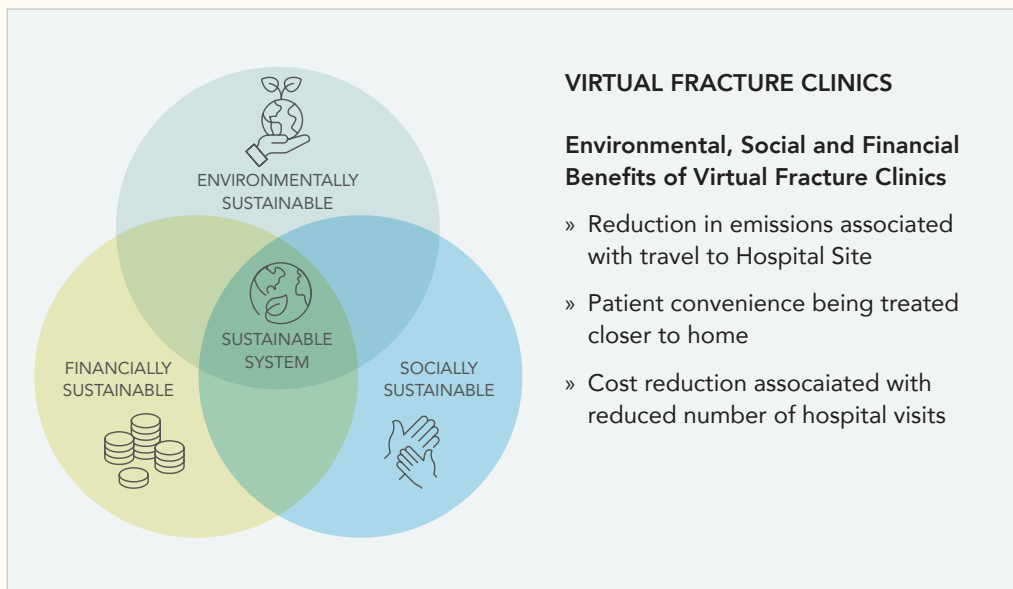 ENVIRONMENTALLY
SUSTAINABLE
SUSTAINABLE
SYSTEM
FINANCIALLY
SUSTAINABLE
SOCIALLY
SUSTAINABLE
VIRTUAL FRACTURE CLINICS
Environmental, Social and Financial
Benefits of Virtual Fracture Clinics
» Reduction in emissions associated
with travel to Hospital Site
» Patient convenience being treated
closer to home
» Cost reduction assocaiated with
reduced number of hospital visits